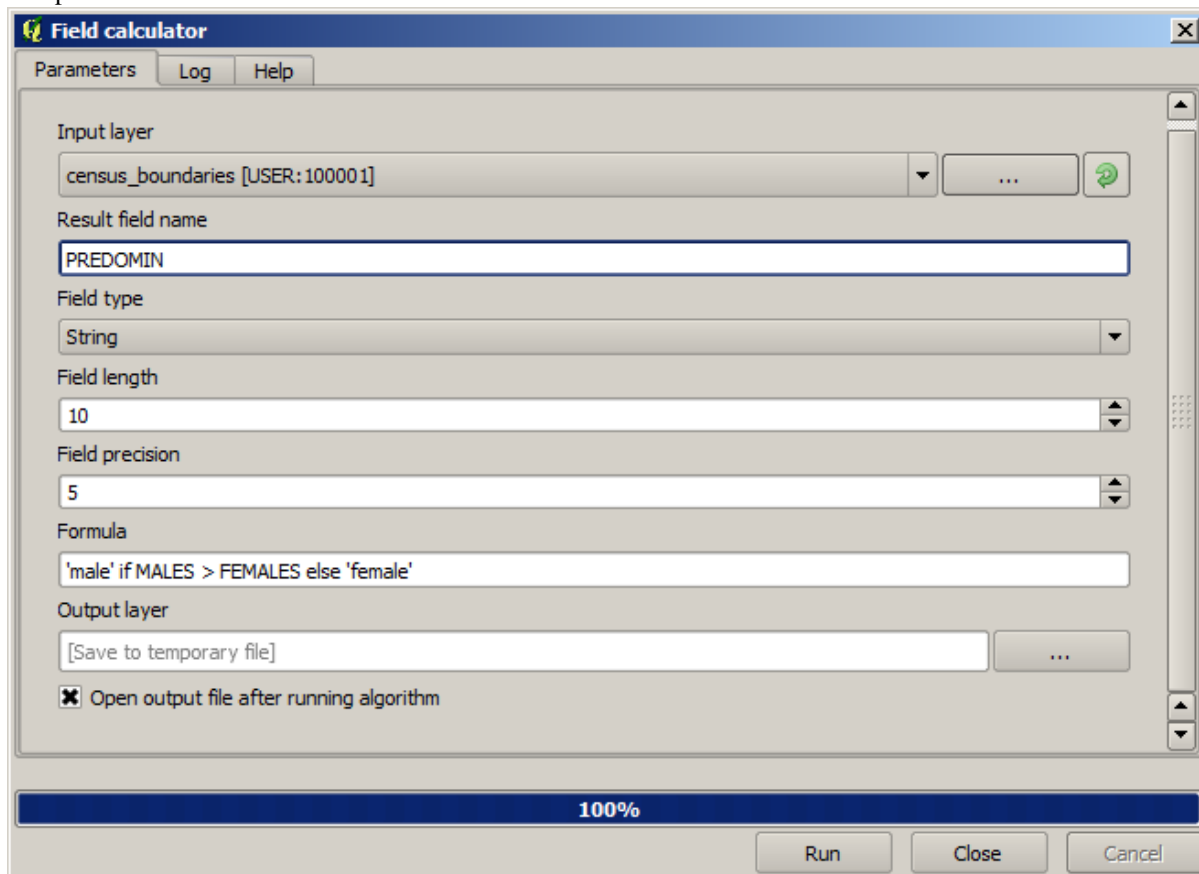 Field calculator
Parameters Log Help
Input layer
census_boundaries [USER:100001] ...
Result field name
PREDOMIN
Field type
String
Field length
10
Field precision
5
Formula
'male' if MALES > FEMALES else 'female'
Output layer
[Save to temporary file] ...
Open output file after running algorithm
100%
Run Close Cancel